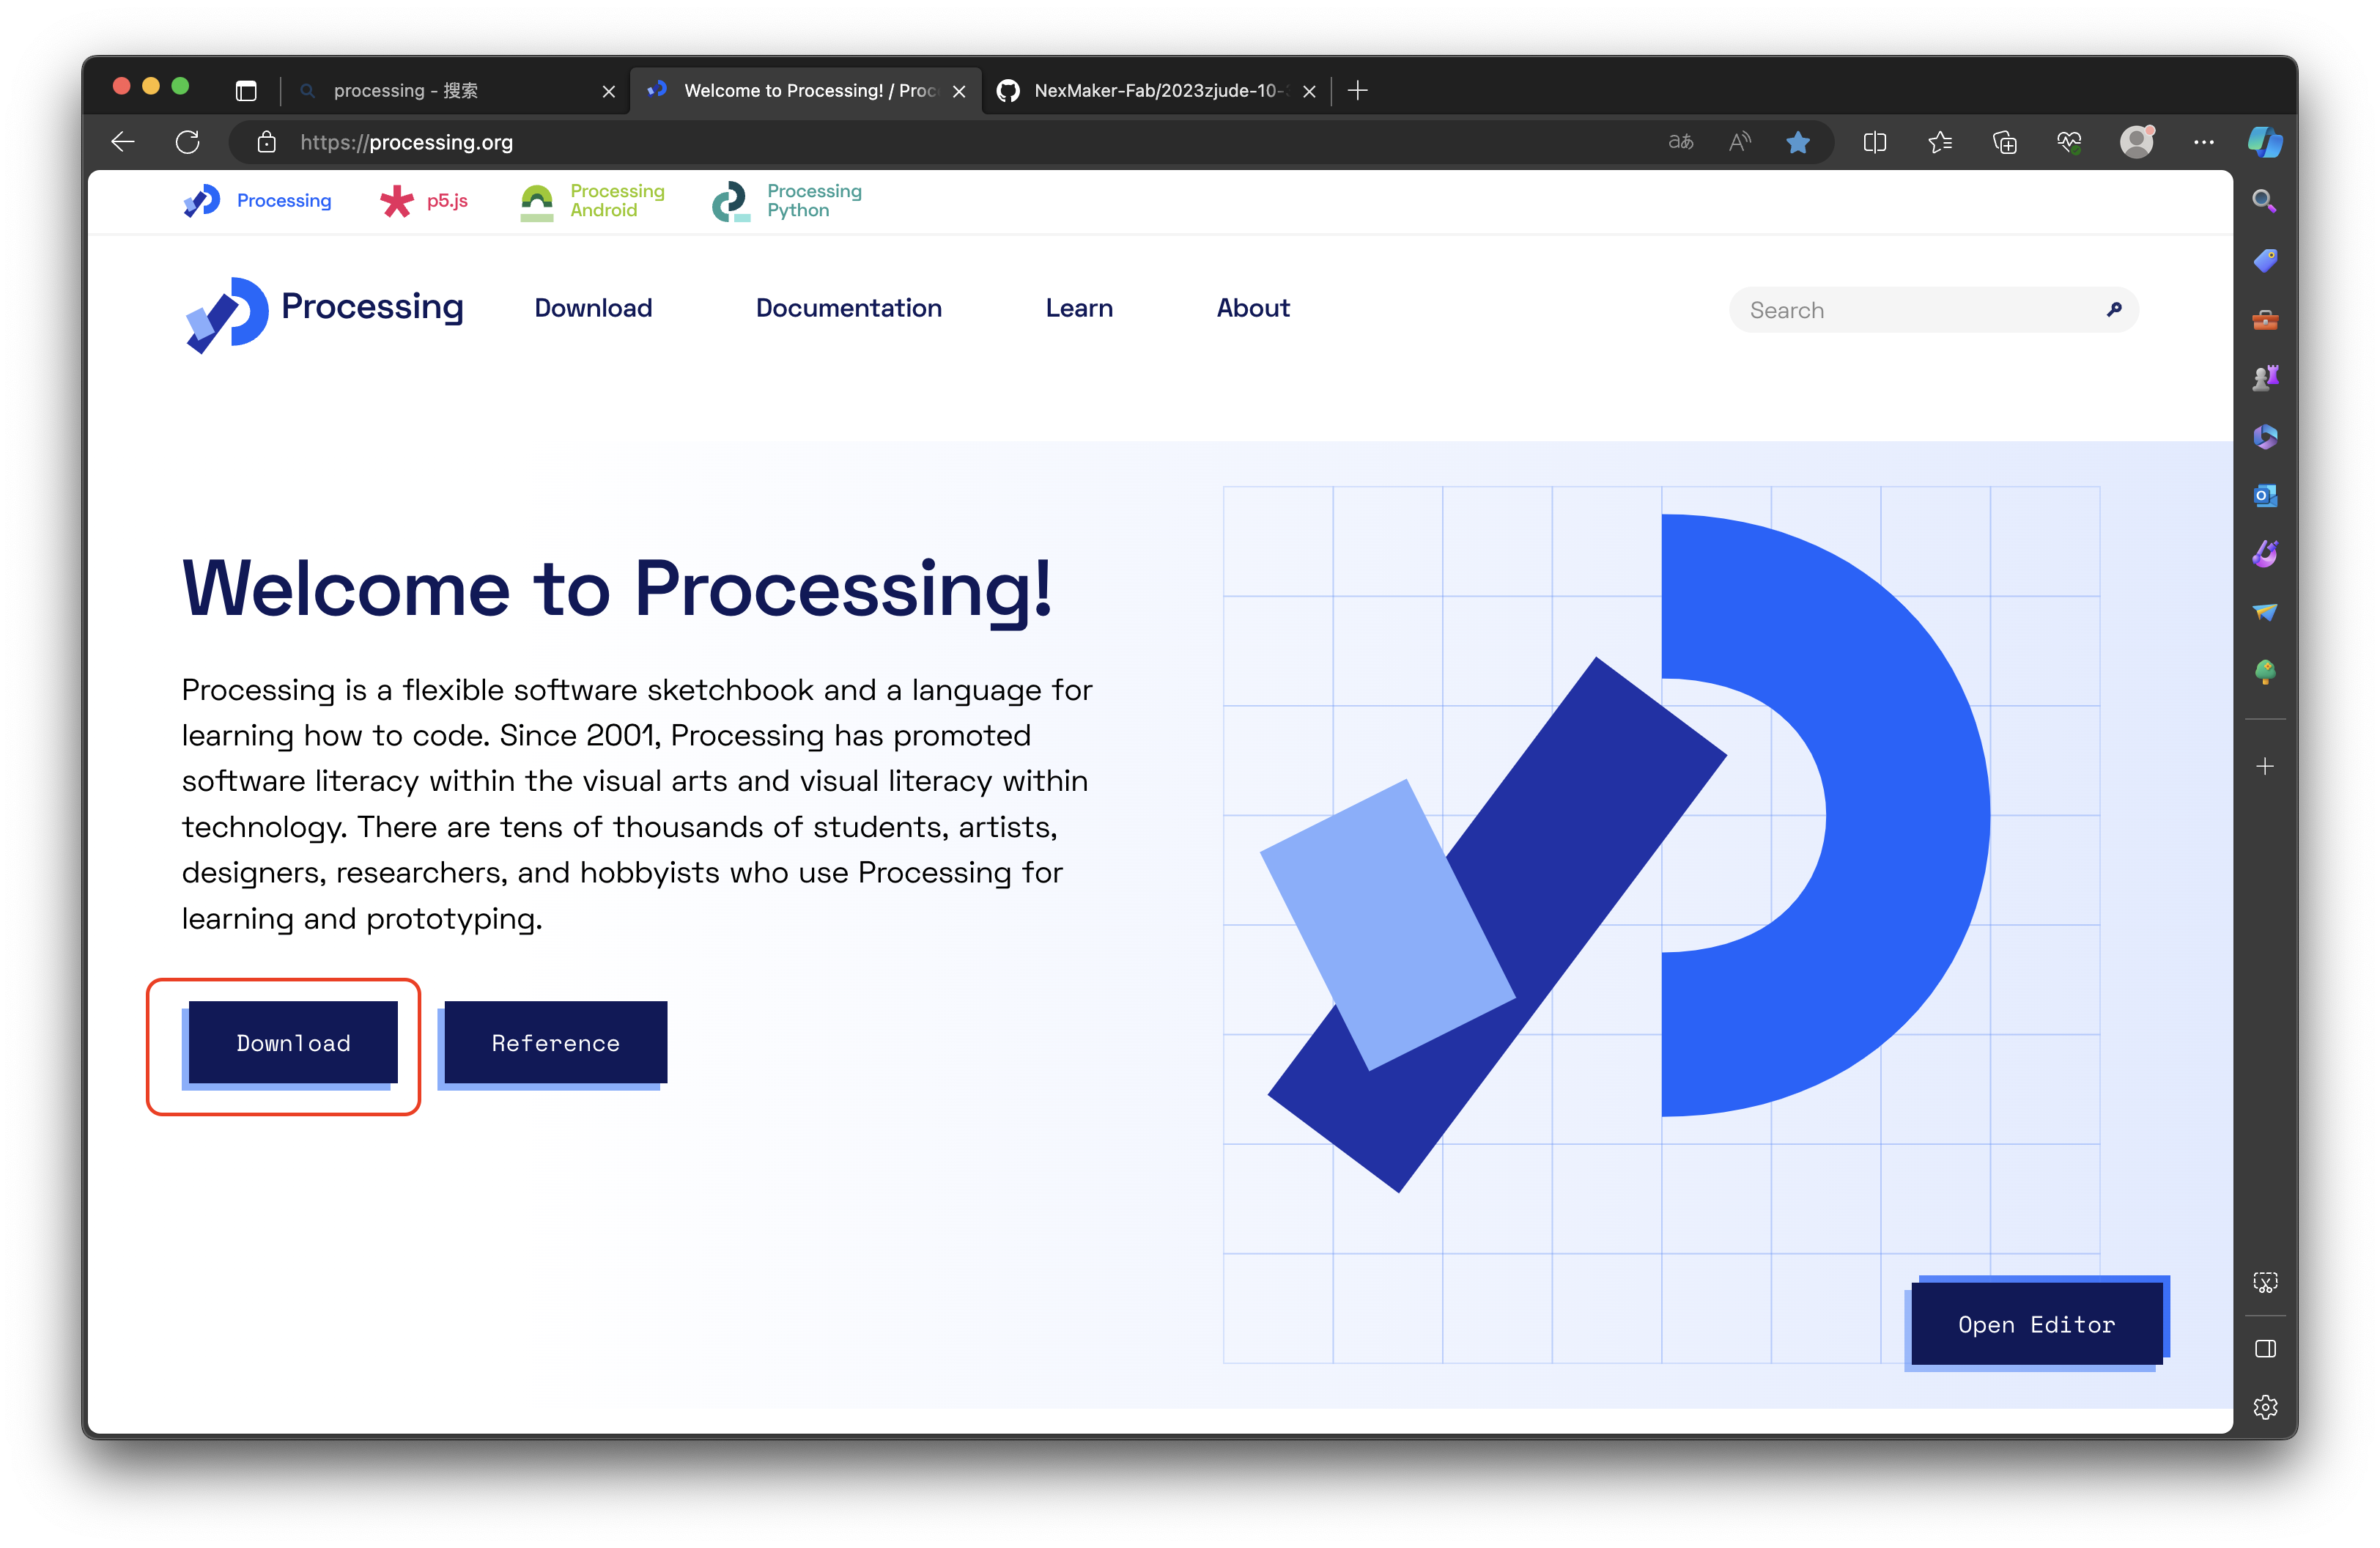 processing - 搜索
Welcome to Processing! / Proc
NexMaker-Fab/2023zjude-10-
https://processing.org
Processing
p5.js
Processing
Android
Processing
Python
Processing
Download
Documentation
Learn
About
Search
Welcome to Processing!
Processing is a flexible software sketchbook and a language for
learning how to code. Since 2001, Processing has promoted
software literacy within the visual arts and visual literacy within
technology. There are tens of thousands of students, artists,
designers, researchers, and hobbyists who use Processing for
learning and prototyping.
Download
Reference
Open Editor